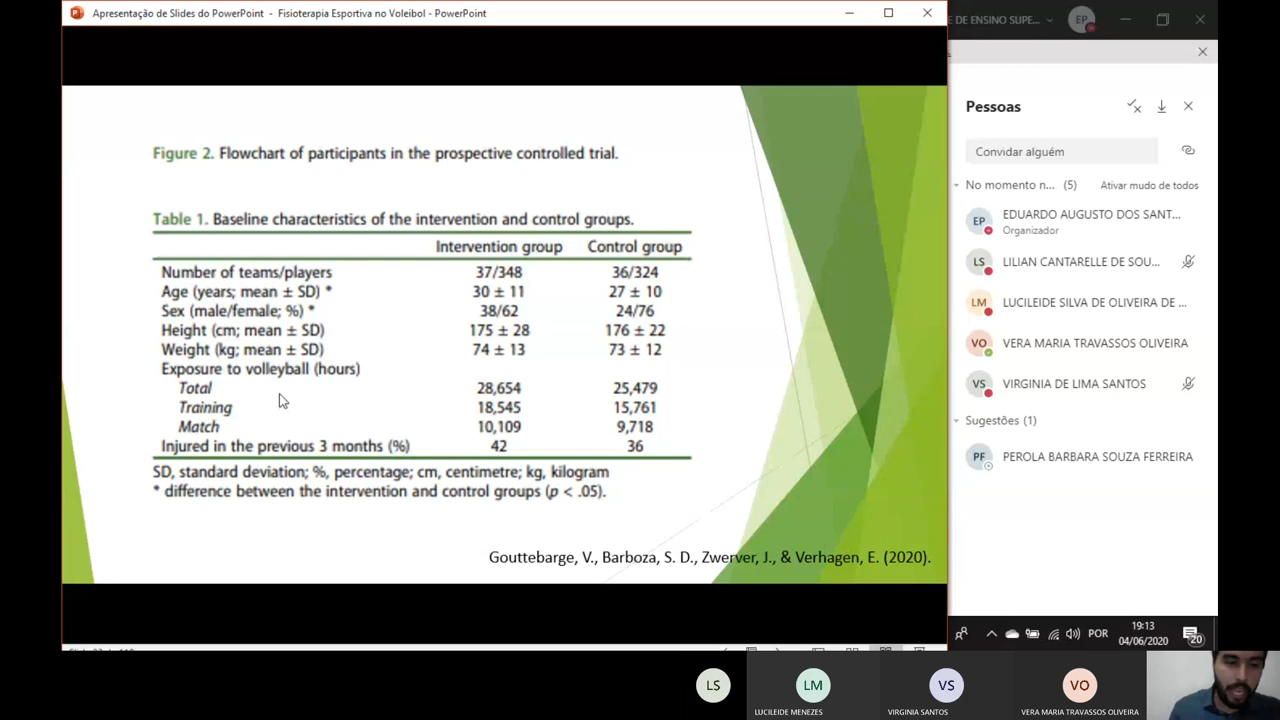 Apresentação de Slides do PowerPoint - Fisioterapia Esportiva no Voleibol - PowerPoint
E DE ENSINO SUPE...
EP
Figure 2. Flowchart of participants in the prospective controlled trial.
Table 1. Baseline characteristics of the intervention and control groups.
Intervention group Control group
Number of teams/players 37/348 36/324
Age (years; mean ± SD) * 30 ± 11 27 ± 10
Sex (male/female; %) * 38/62 24/76
Height (cm; mean ± SD) 175 ± 28 176 ± 22
Weight (kg; mean ± SD) 74 ± 13 73 ± 12
Exposure to volleyball (hours)
Total 28,654 25,479
Training 18,545 15,761
Match 10,109 9,718
Injured in the previous 3 months (%) 42 36
SD, standard deviation; %, percentage; cm, centimetre; kg, kilogram
* difference between the intervention and control groups (p < .05).
Gouttebarge, V., Barboza, S. D., Zwerver, J., & Verhagen, E. (2020).
Pessoas
Convidar alguém
No momento n... (5) Ativar mudo de todos
EP EDUARDO AUGUSTO DOS SANT...
Organizador
LS LILIAN CANTARELLE DE SOU...
LM LUCILEIDE SILVA DE OLIVEIRA DE ...
VO VERA MARIA TRAVASSOS OLIVEIRA
VS VIRGINIA DE LIMA SANTOS
Sugestões (1)
PF PEROLA BARBARA SOUZA FERREIRA
POR
19:13
04/06/2020
20
LS
LM
LUCILEIDE MENEZES
VS
VIRGINIA SANTOS
VO
VERA MARIA TRAVASSOS OLIVEIRA